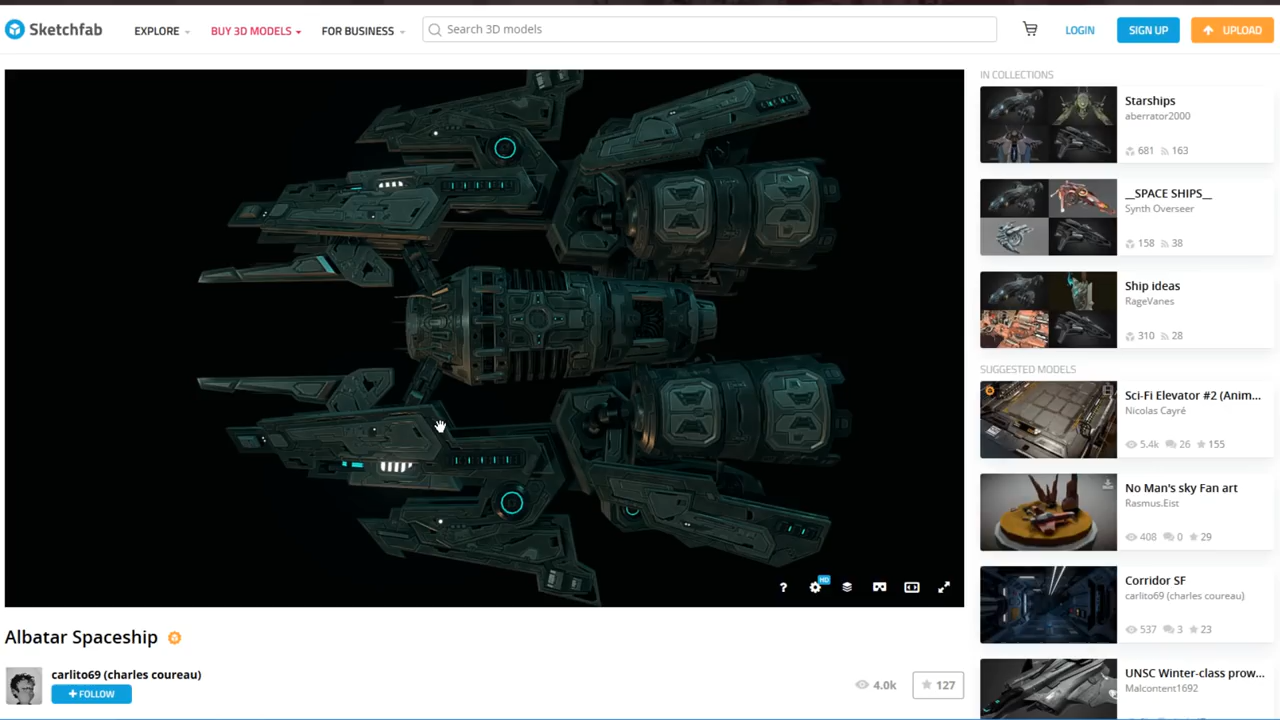 Sketchfab
EXPLORE
BUY 3D MODELS
FOR BUSINESS
Search 3D models
LOGIN
SIGN UP
UPLOAD
HD
?
Albatar Spaceship
carlito69 (charles coureau)
+ FOLLOW
4.0k
127
IN COLLECTIONS
Starships
aberrator2000
681 163
__SPACE SHIPS__
Synth Overseer
158 38
Ship ideas
RageVanes
310 28
SUGGESTED MODELS
Sci-Fi Elevator #2 (Anim...
Nicolas Cayré
5.4k 26 155
No Man's sky Fan art
Rasmus.Eist
408 0 29
Corridor SF
carlito69 (charles coureau)
537 3 23
UNSC Winter-class prow...
Malcontent1692